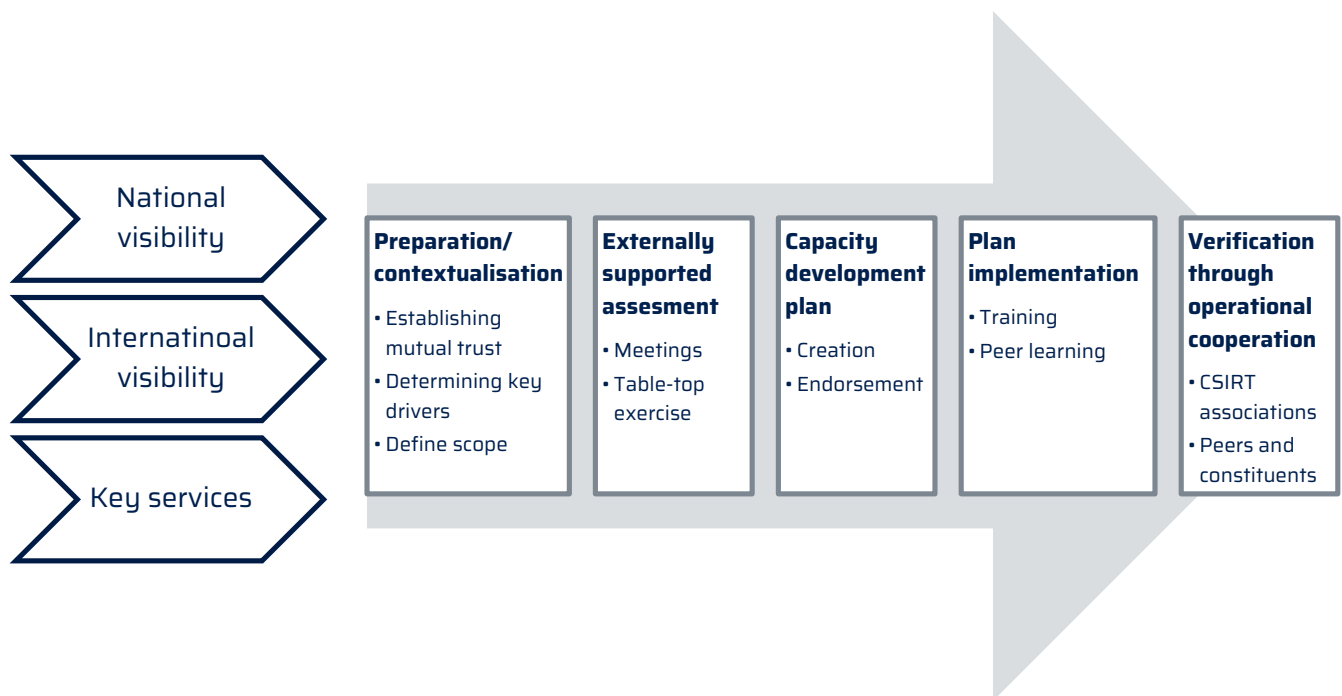 National
visibility
Internatinoal
visibility
Key services
Preparation/
contextualisation
• Establishing
mutual trust
• Determining key
drivers
• Define scope
Externally
supported
assesment
• Meetings
• Table-top
exercise
Capacity
development
plan
• Creation
• Endorsement
Plan
implementation
• Training
• Peer learning
Verification
through
operational
cooperation
• CSIRT
associations
• Peers and
constituents